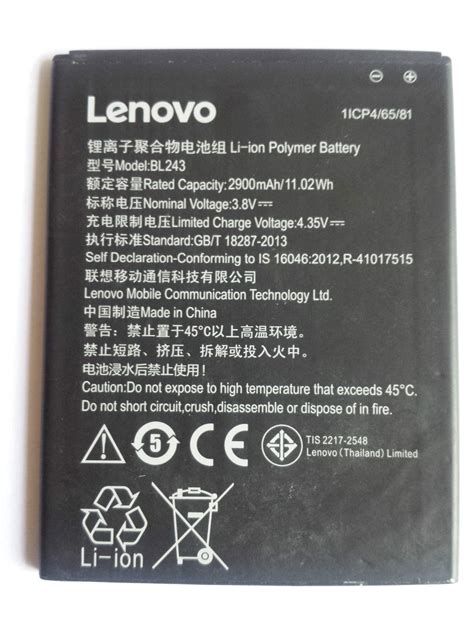 Lenovo
1ICP4/65/81
锂离子聚合物电池组 Li-ion Polymer Battery
型号Model:BL243
额定容量Rated Capacity:2900mAh/11.02Wh
标称电压Nominal Voltage:3.8V⎓
充电限制电压Limited Charge Voltage:4.35V⎓
执行标准Standard:GB/T 18287-2013
Self Declaration-Conforming to IS 16046:2012,R-41017515
联想移动通信科技有限公司
Lenovo Mobile Communication Technology Ltd.
中国制造Made in China
警告：禁止置于45°C以上高温环境。
禁止短路、挤压、拆解或投入火中。
电池浸水后禁止使用！
Caution:Do not expose to high temperature that exceeds 45°C.
Do not short circuit,crush,disassemble or dispose of in fire.
5
CE
TIS 2217-2548
Lenovo (Thailand) Limited
Li-ion